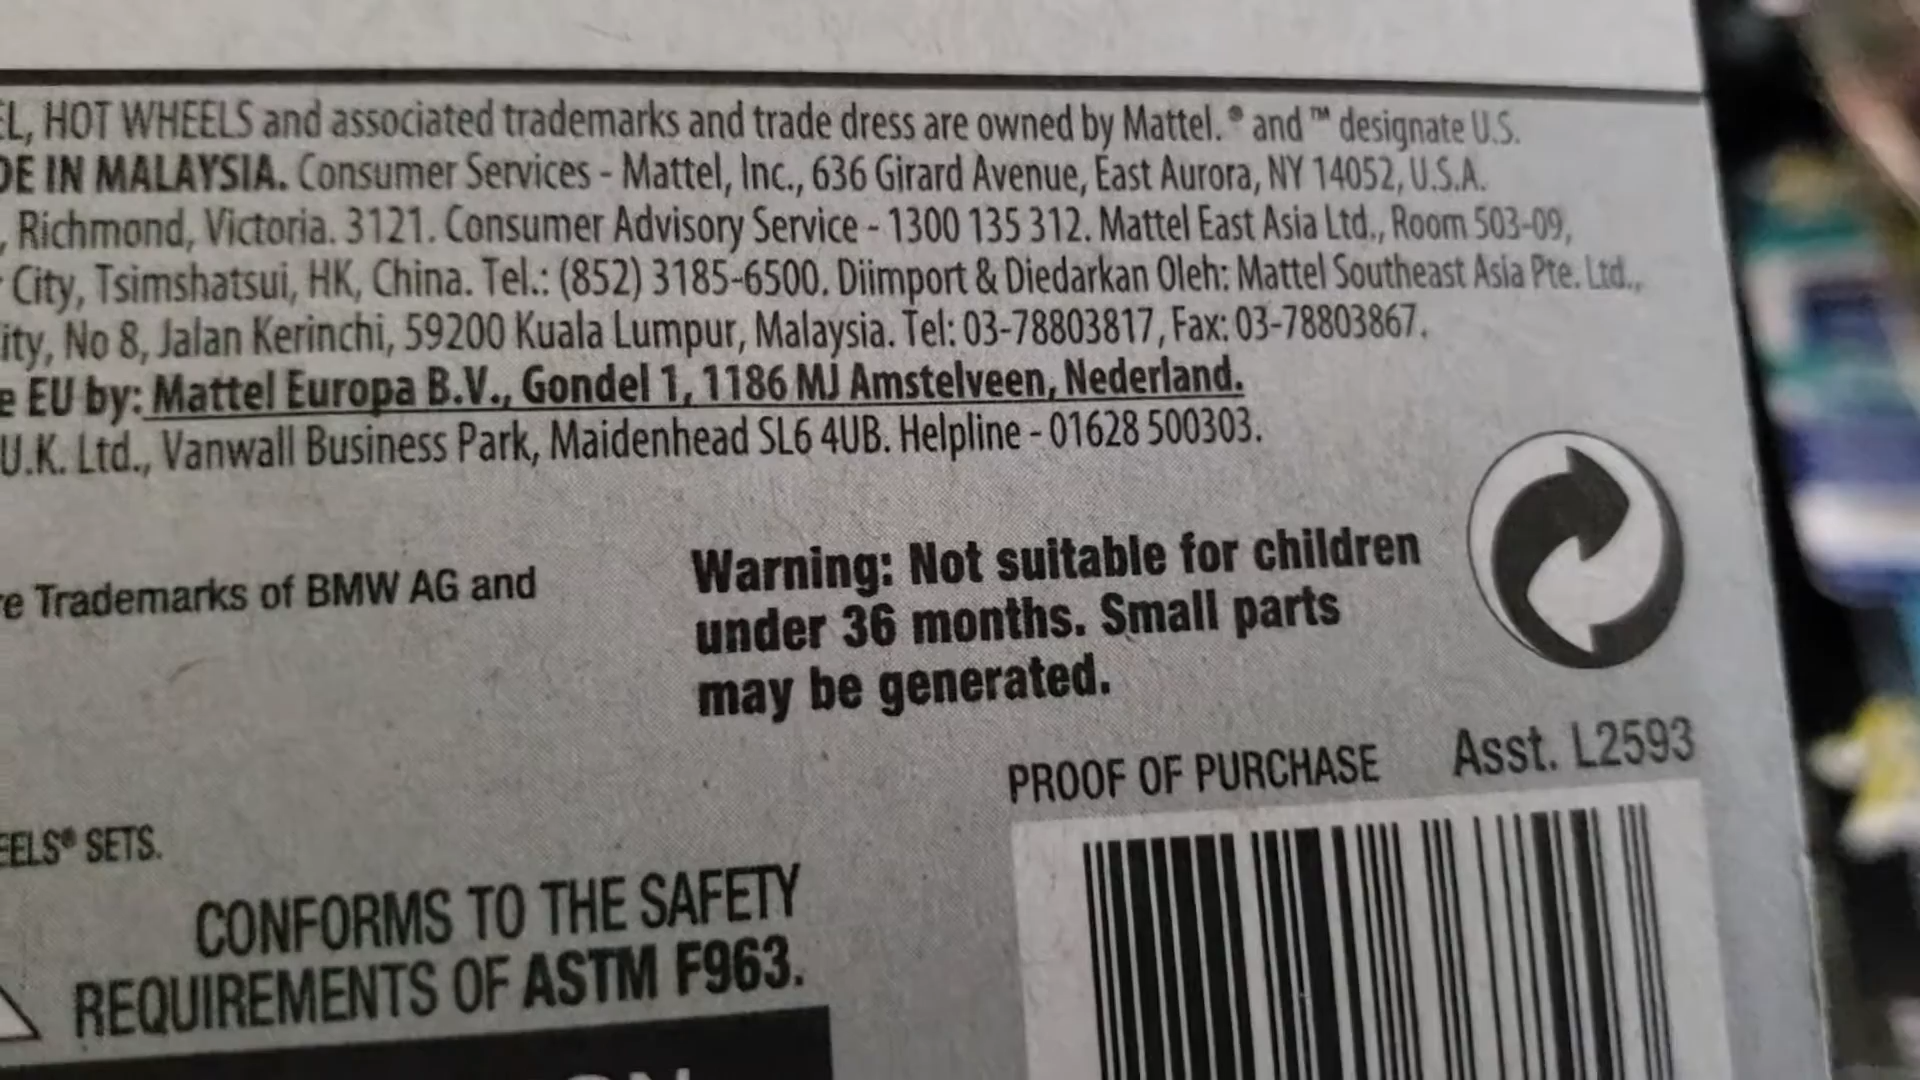 EL, HOT WHEELS and associated trademarks and trade dress are owned by Mattel. ® and ™ designate U.S.
DE IN MALAYSIA. Consumer Services - Mattel, Inc., 636 Girard Avenue, East Aurora, NY 14052, U.S.A.
, Richmond, Victoria. 3121. Consumer Advisory Service - 1300 135 312. Mattel East Asia Ltd., Room 503-09,
City, Tsimshatsui, HK, China. Tel.: (852) 3185-6500. Diimport & Diedarkan Oleh: Mattel Southeast Asia Pte. Ltd.,
ity, No 8, Jalan Kerinchi, 59200 Kuala Lumpur, Malaysia. Tel: 03-78803817, Fax: 03-78803867.
e EU by: Mattel Europa B.V., Gondel 1, 1186 MJ Amstelveen, Nederland.
U.K. Ltd., Vanwall Business Park, Maidenhead SL6 4UB. Helpline - 01628 500303.
re Trademarks of BMW AG and
Warning: Not suitable for children
under 36 months. Small parts
may be generated.
PROOF OF PURCHASE Asst. L2593
EELS® SETS.
CONFORMS TO THE SAFETY
REQUIREMENTS OF ASTM F963.